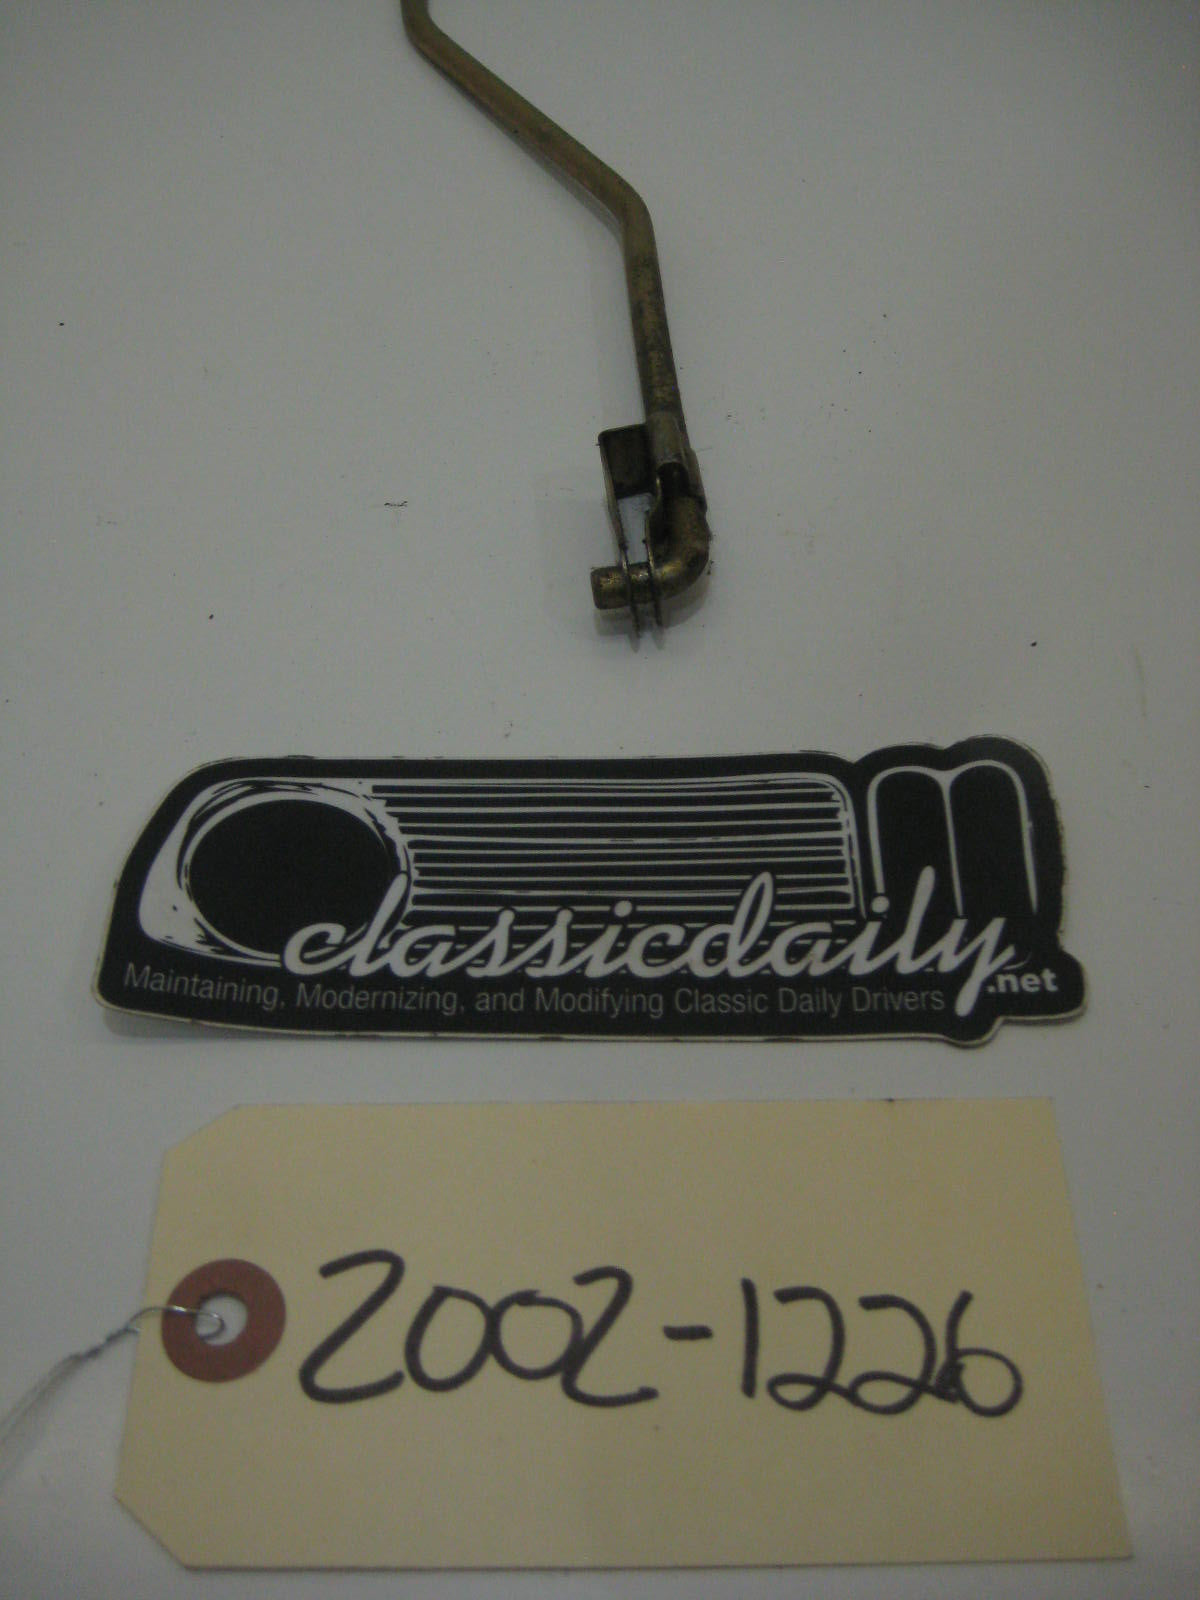 classicdaily.net
Maintaining, Modernizing, and Modifying Classic Daily Drivers
2002-1226